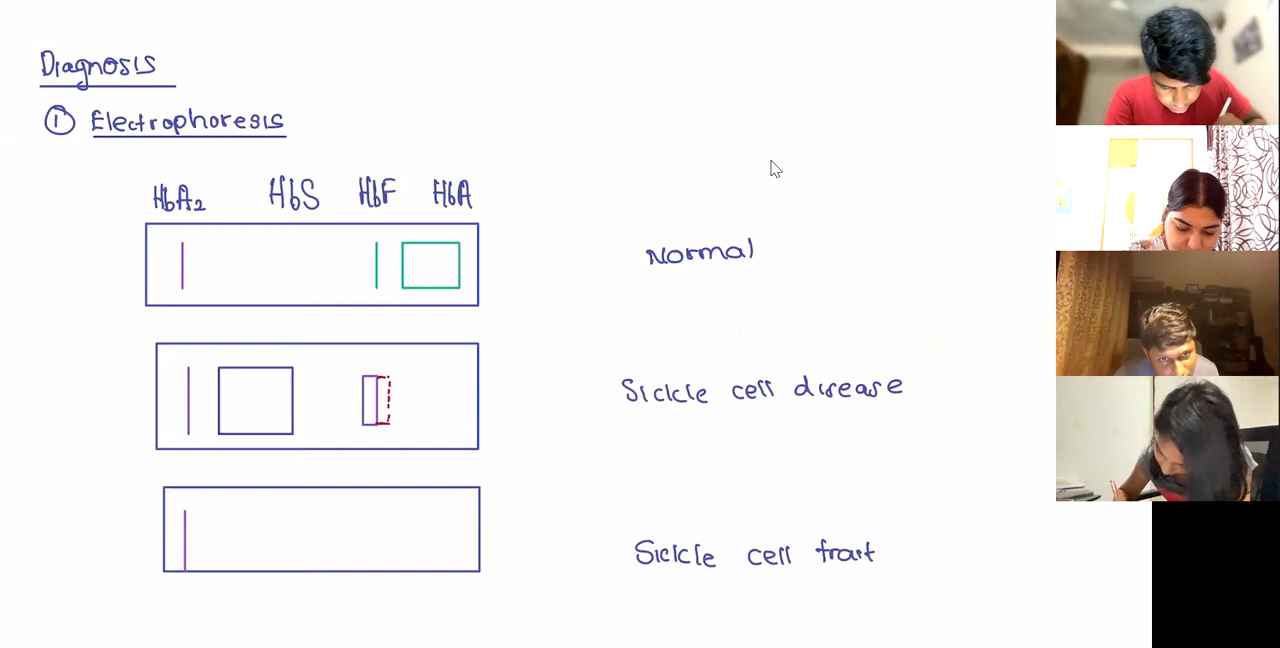 Diagnosis
① Electrophoresis
HbA₂ HbS HbF HbA
Normal
Sickle cell disease
Sickle cell trait